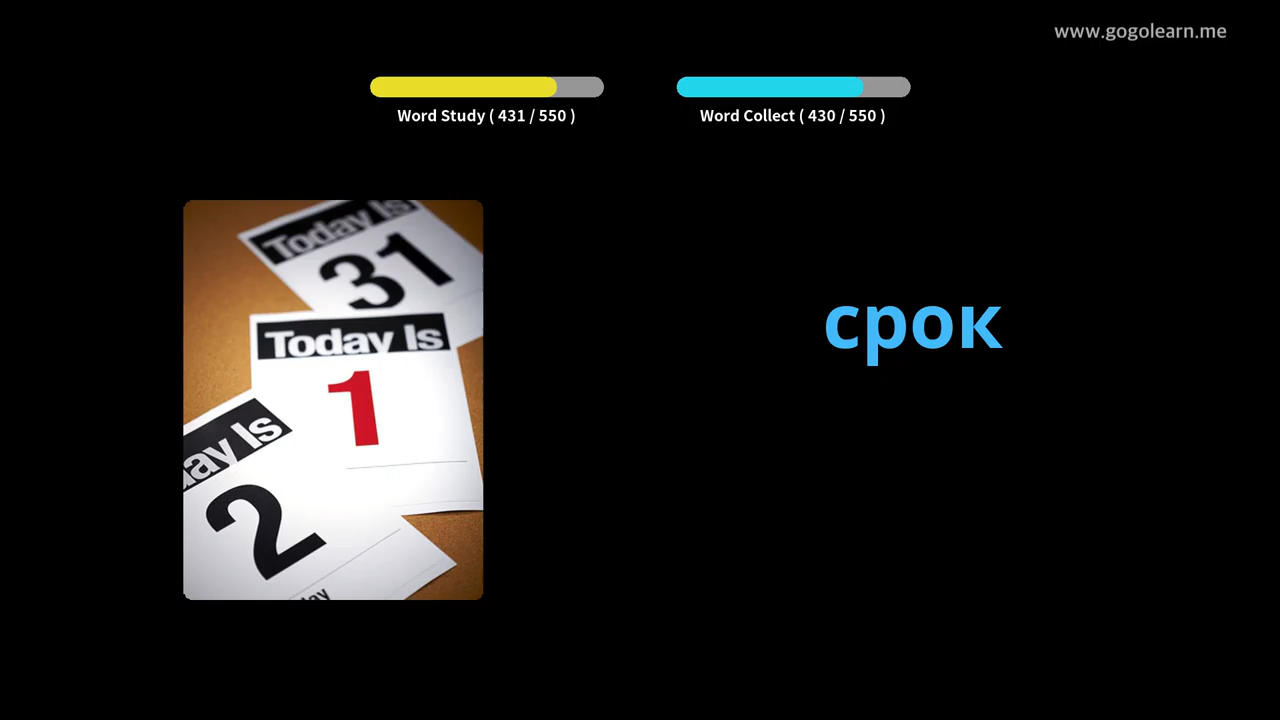 www.gogolearn.me
Word Study ( 431 / 550 )
Word Collect ( 430 / 550 )
Today Is
31
Today Is
1
ay Is
2
срок